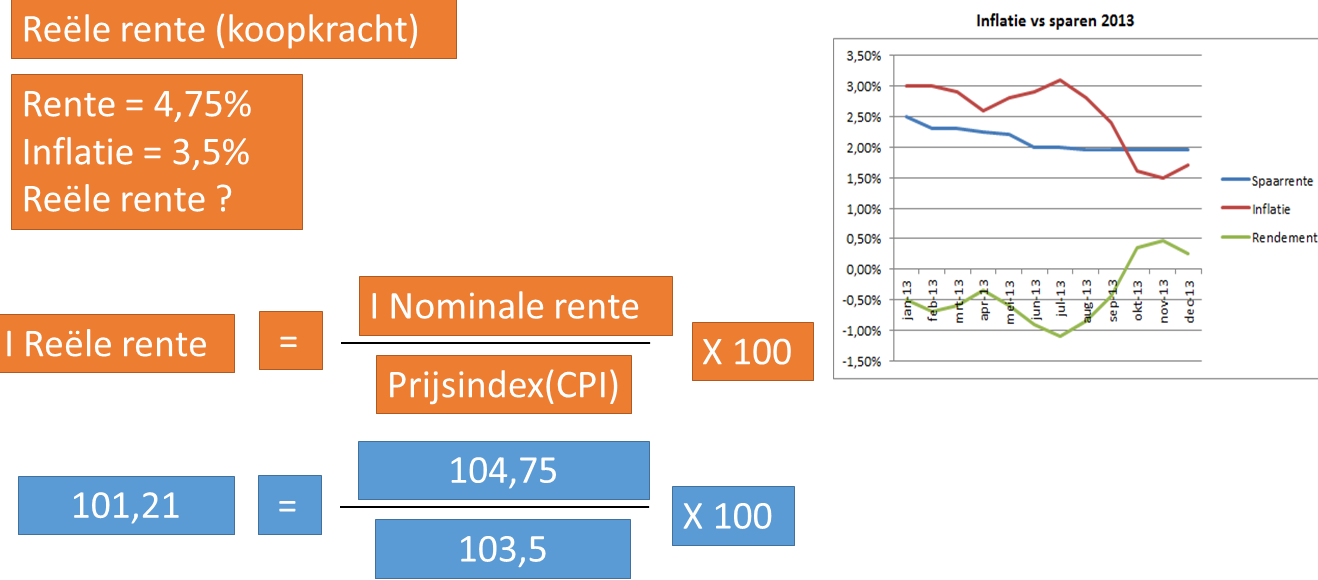 Reële rente (koopkracht)
Rente = 4,75%
Inflatie = 3,5%
Reële rente ?
I Reële rente
=
I Nominale rente
Prijsindex(CPI)
X 100
101,21
=
104,75
103,5
X 100
Inflatie vs sparen 2013
3,50%
3,00%
2,50%
2,00%
1,50%
1,00%
0,50%
0,00%
-0,50%
-1,00%
-1,50%
jan-13
feb-13
mrt-13
apr-13
mei-13
jun-13
jul-13
aug-13
sep-13
okt-13
nov-13
dec-13
Spaarrente
Inflatie
Rendement